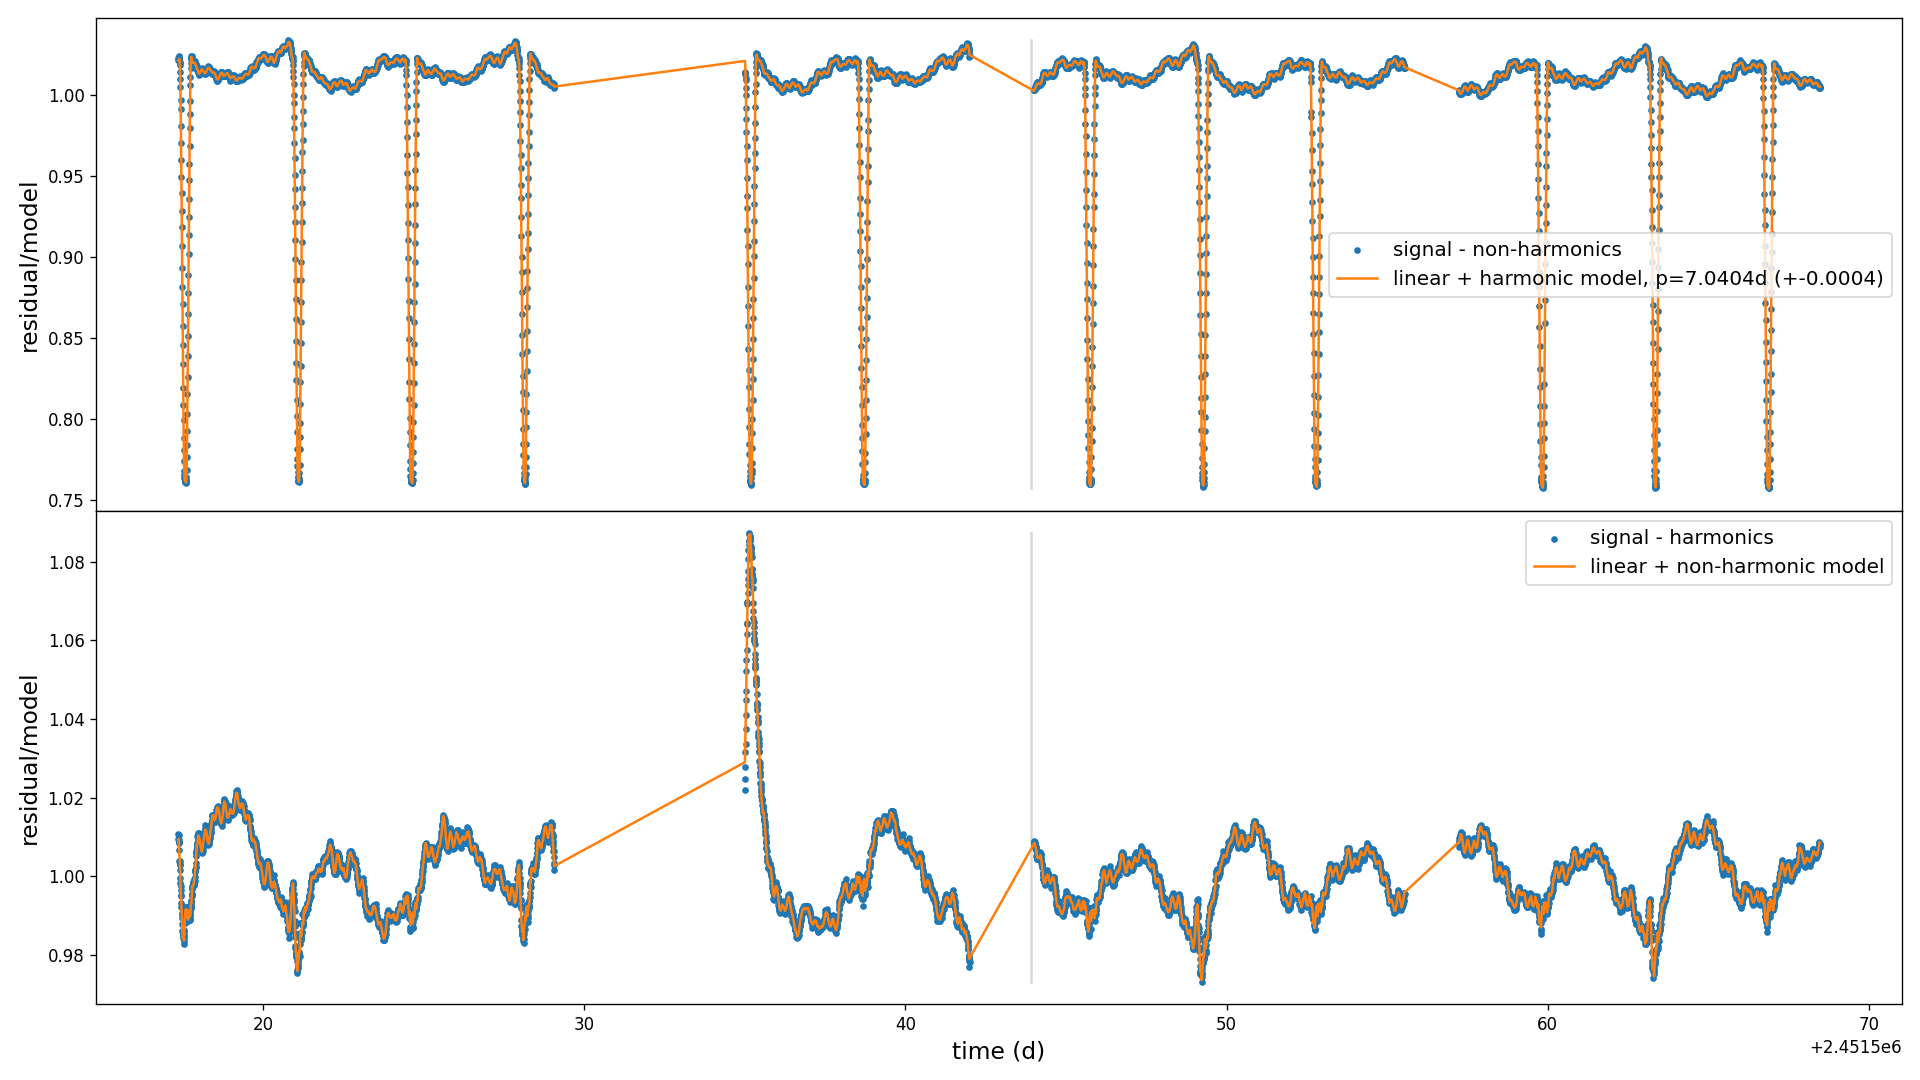 residual/model
1.00
0.95
0.90
0.85
0.80
0.75
signal - non-harmonics
linear + harmonic model, p=7.0404d (+-0.0004)
residual/model
1.08
1.06
1.04
1.02
1.00
0.98
signal - harmonics
linear + non-harmonic model
20 30 40 50 60 70
time (d)
+2.4515e6